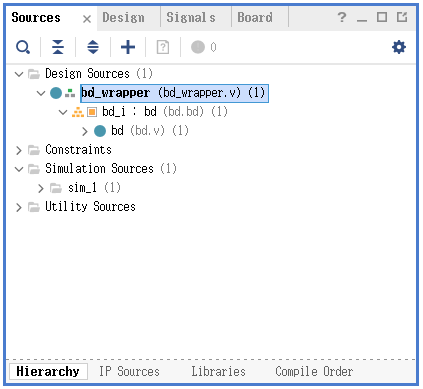 Sources × Design Signals Board ? _
0
Design Sources (1)
bd_wrapper (bd_wrapper.v) (1)
bd_i : bd (bd.bd) (1)
bd (bd.v) (1)
Constraints
Simulation Sources (1)
sim_1 (1)
Utility Sources
Hierarchy IP Sources Libraries Compile Order